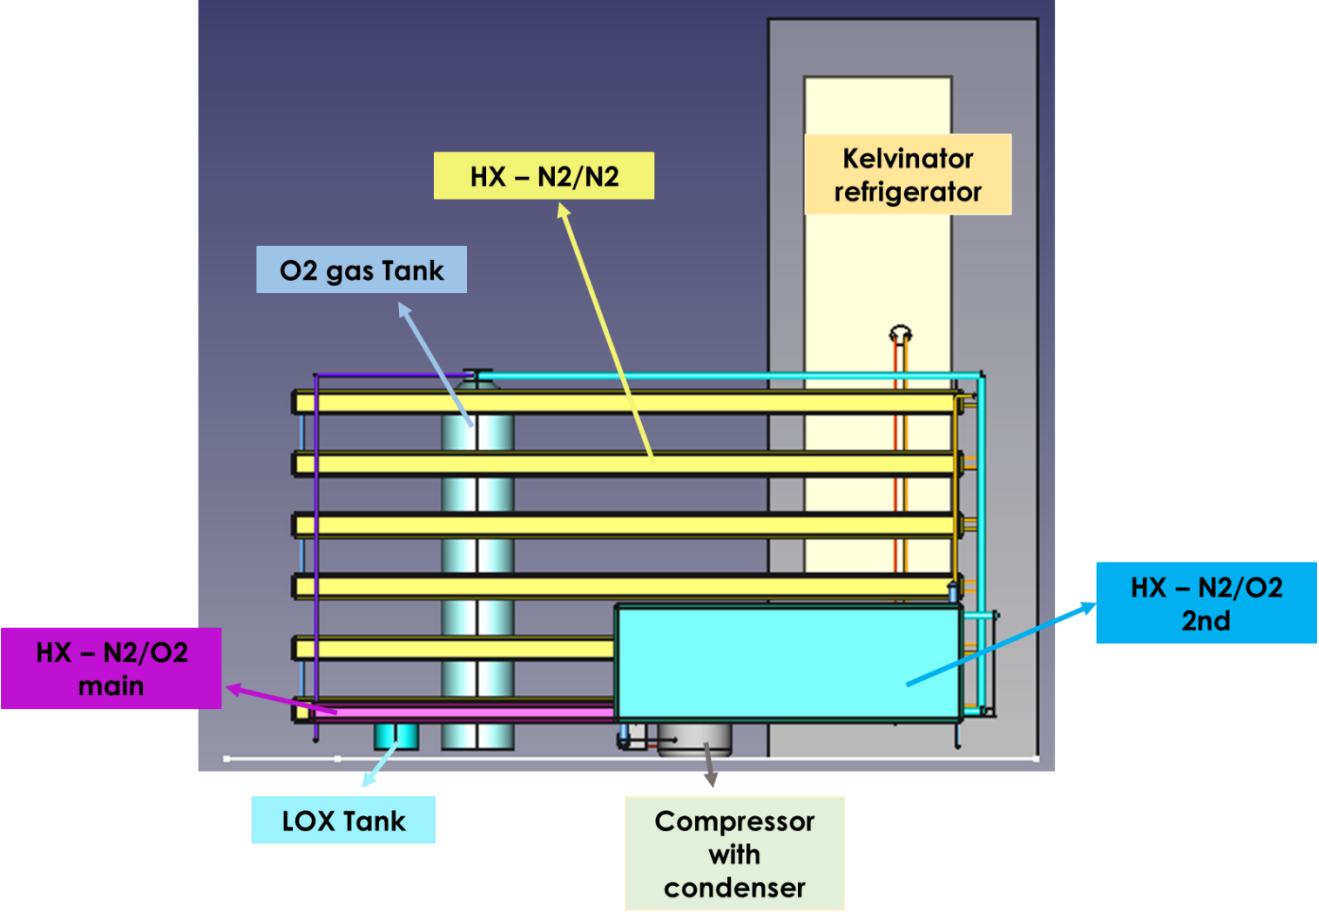 Kelvinator
refrigerator
HX – N2/N2
O2 gas Tank
HX – N2/O2
2nd
HX – N2/O2
main
LOX Tank
Compressor
with
condenser